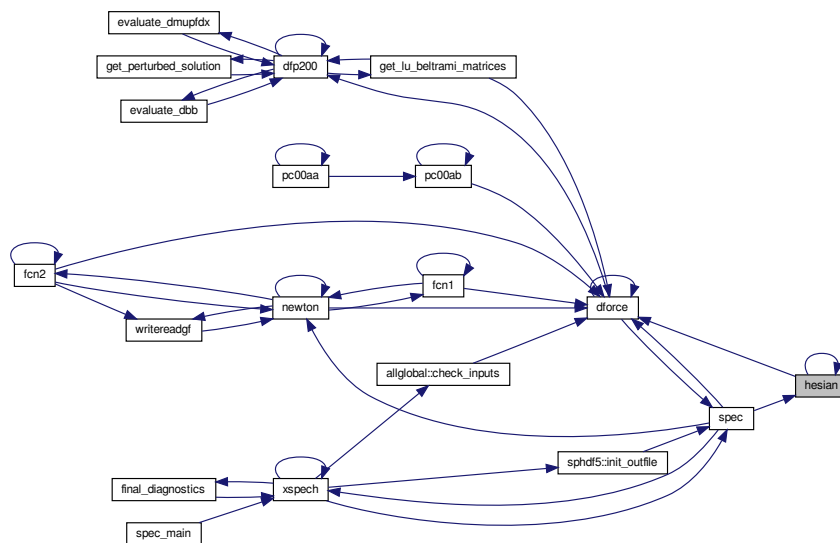 evaluate_dmupfdx
get_perturbed_solution
dfp200
get_lu_beltrami_matrices
evaluate_dbb
pc00aa
pc00ab
fcn2
fcn1
newton
dforce
writereadgf
allglobal::check_inputs
hesian
spec
sphdf5::init_outfile
final_diagnostics
xspech
spec_main